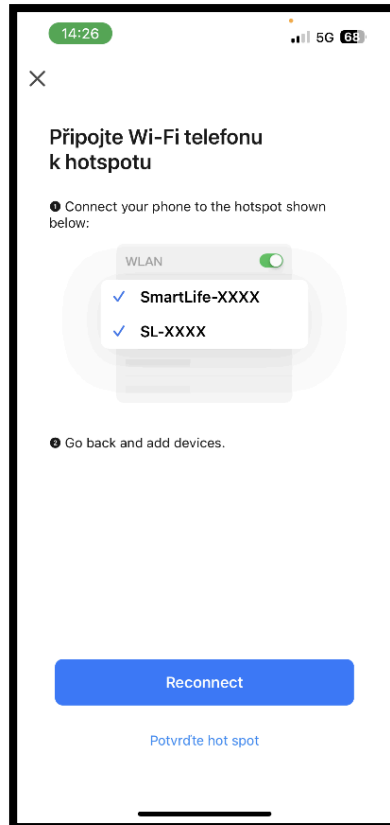 14:26
5G 68
Připojte Wi-Fi telefonu
k hotspotu
❶ Connect your phone to the hotspot shown
below:
WLAN
✓ SmartLife-XXXX
✓ SL-XXXX
❷ Go back and add devices.
Reconnect
Potvrďte hot spot